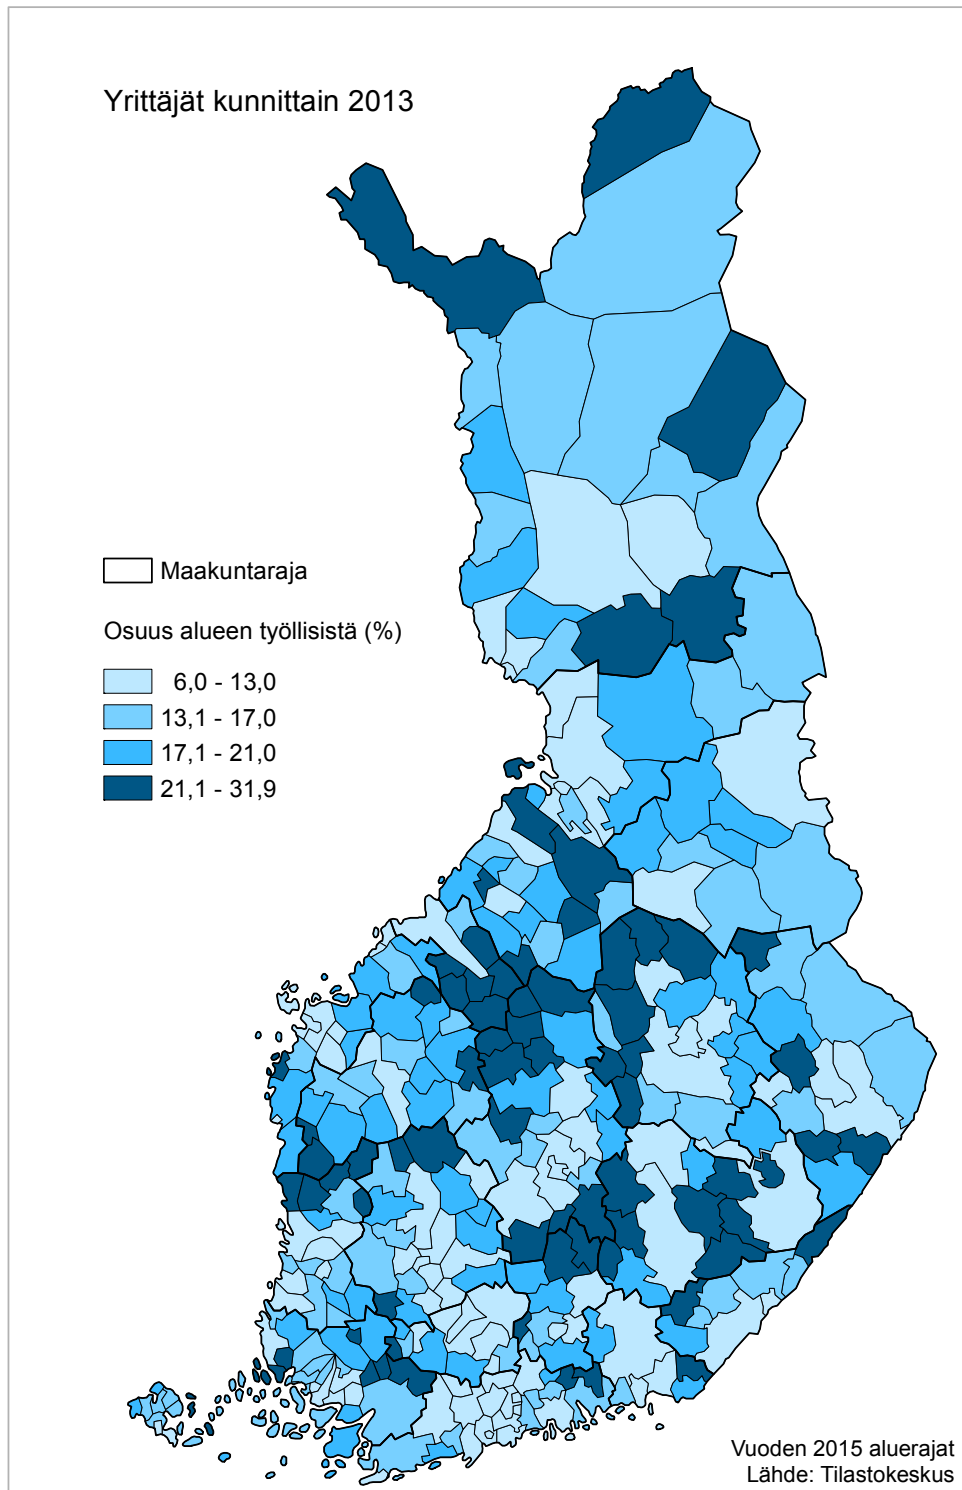 Yrittäjät kunnittain 2013
Maakuntaraja
Osuus alueen työllisistä (%)
6,0 - 13,0
13,1 - 17,0
17,1 - 21,0
21,1 - 31,9
Vuoden 2015 aluerajat
Lähde: Tilastokeskus